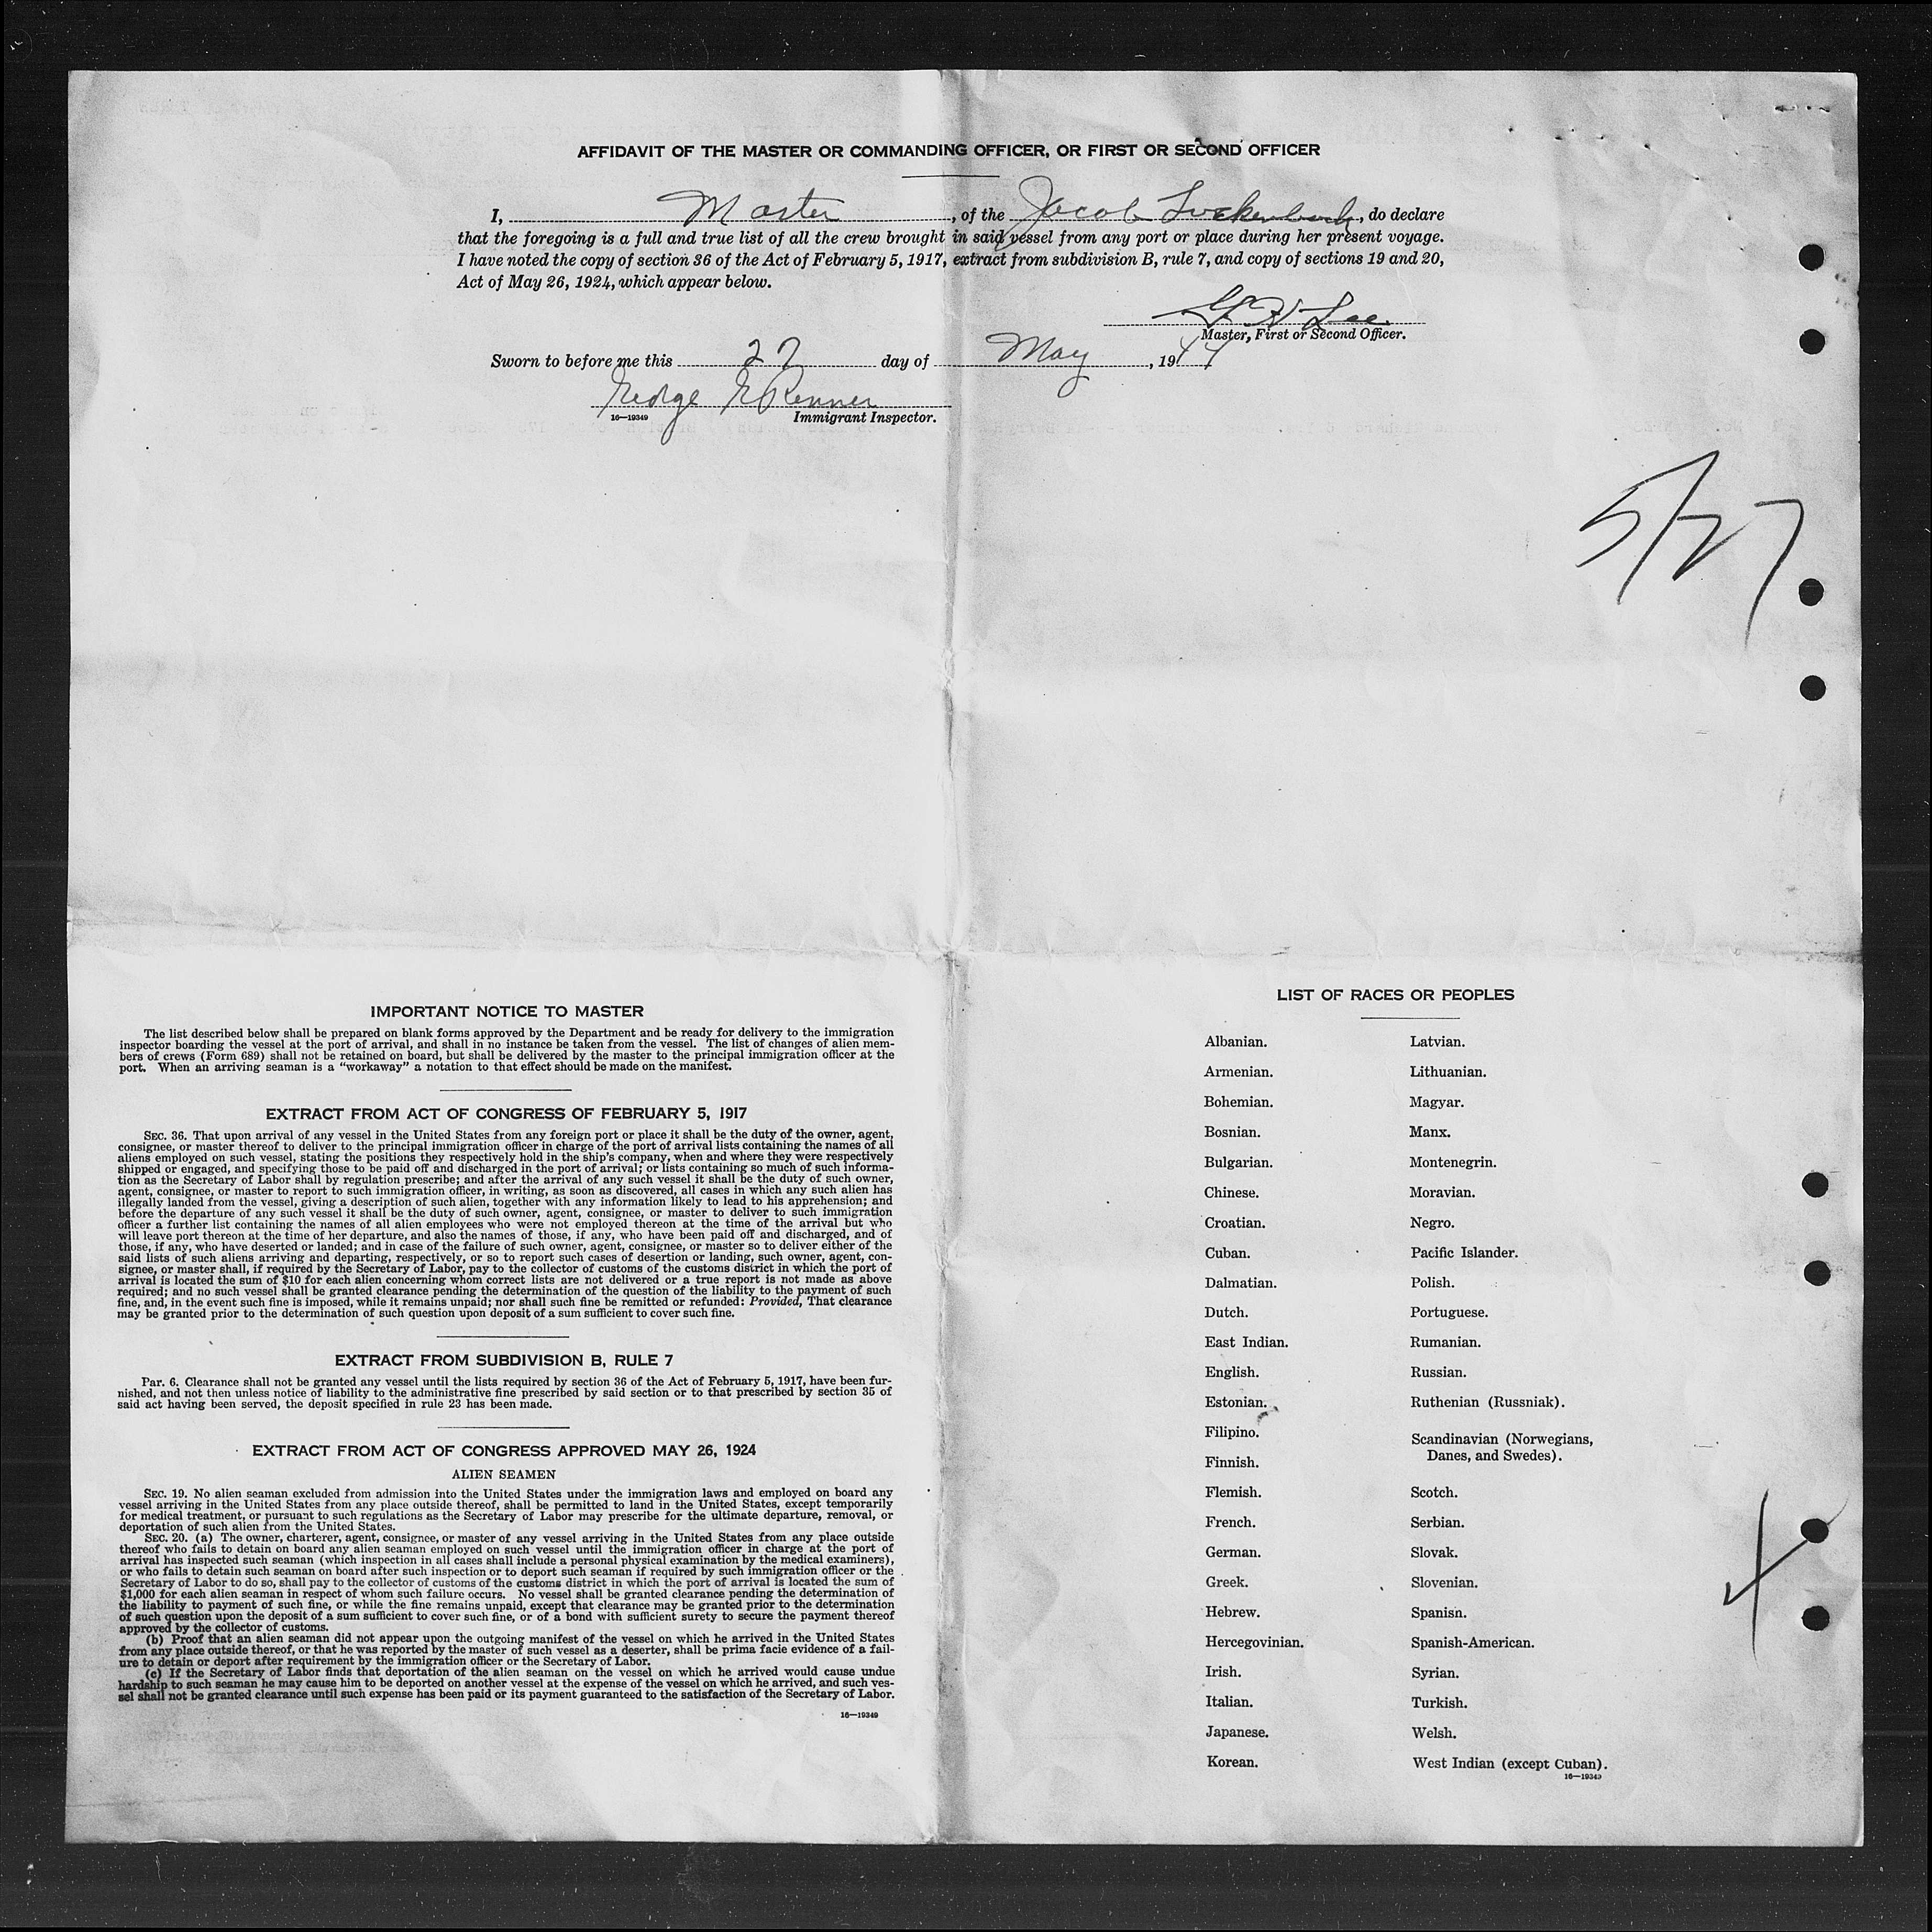 AFFIDAVIT OF THE MASTER OR COMMANDING OFFICER, OR FIRST OR SECOND OFFICER
I, Master, of the Jacob Luckenbach, do declare
that the foregoing is a full and true list of all the crew brought in said vessel from any port or place during her present voyage.
I have noted the copy of section 36 of the Act of February 5, 1917, extract from subdivision B, rule 7, and copy of sections 19 and 20,
Act of May 26, 1924, which appear below.
Lee
Master, First or Second Officer.
Sworn to before me this 27 day of May, 1944
George Renner
16—19349 Immigrant Inspector.
5/27
IMPORTANT NOTICE TO MASTER
The list described below shall be prepared on blank forms approved by the Department and be ready for delivery to the immigration
inspector boarding the vessel at the port of arrival, and shall in no instance be taken from the vessel. The list of changes of alien mem-
bers of crews (Form 689) shall not be retained on board, but shall be delivered by the master to the principal immigration officer at the
port. When an arriving seaman is a "workaway" a notation to that effect should be made on the manifest.
EXTRACT FROM ACT OF CONGRESS OF FEBRUARY 5, 1917
SEC. 36. That upon arrival of any vessel in the United States from any foreign port or place it shall be the duty of the owner, agent,
consignee, or master thereof to deliver to the principal immigration officer in charge of the port of arrival lists containing the names of all
aliens employed on such vessel, stating the positions they respectively hold in the ship's company, when and where they were respectively
shipped or engaged, and specifying those to be paid off and discharged in the port of arrival; or lists containing so much of such informa-
tion as the Secretary of Labor shall by regulation prescribe; and after the arrival of any such vessel it shall be the duty of such owner,
agent, consignee, or master to report to such immigration officer, in writing, as soon as discovered, all cases in which any such alien has
illegally landed from the vessel, giving a description of such alien, together with any information likely to lead to his apprehension; and
before the departure of any such vessel it shall be the duty of such owner, agent, consignee, or master to deliver to such immigration
officer a further list containing the names of all alien employees who were not employed thereon at the time of the arrival but who
will leave port thereon at the time of her departure, and also the names of those, if any, who have been paid off and discharged, and of
those, if any, who have deserted or landed; and in case of the failure of such owner, agent, consignee, or master so to deliver either of the
said lists of such aliens arriving and departing, respectively, or so to report such cases of desertion or landing, such owner, agent, con-
signee, or master shall, if required by the Secretary of Labor, pay to the collector of customs of the customs district in which the port of
arrival is located the sum of $10 for each alien concerning whom correct lists are not delivered or a true report is not made as above
required; and no such vessel shall be granted clearance pending the determination of the question of the liability to the payment of such
fine, and, in the event such fine is imposed, while it remains unpaid; nor shall such fine be remitted or refunded: Provided, That clearance
may be granted prior to the determination of such question upon deposit of a sum sufficient to cover such fine.
EXTRACT FROM SUBDIVISION B, RULE 7
Par. 6. Clearance shall not be granted any vessel until the lists required by section 36 of the Act of February 5, 1917, have been fur-
nished, and not then unless notice of liability to the administrative fine prescribed by said section or to that prescribed by section 35 of
said act having been served, the deposit specified in rule 23 has been made.
EXTRACT FROM ACT OF CONGRESS APPROVED MAY 26, 1924
ALIEN SEAMEN
SEC. 19. No alien seaman excluded from admission into the United States under the immigration laws and employed on board any
vessel arriving in the United States from any place outside thereof, shall be permitted to land in the United States, except temporarily
for medical treatment, or pursuant to such regulations as the Secretary of Labor may prescribe for the ultimate departure, removal, or
deportation of such alien from the United States.
SEC. 20. (a) The owner, charterer, agent, consignee, or master of any vessel arriving in the United States from any place outside
thereof who fails to detain on board any alien seaman employed on such vessel until the immigration officer in charge at the port of
arrival has inspected such seaman (which inspection in all cases shall include a personal physical examination by the medical examiners),
or who fails to detain such seaman on board after such inspection or to deport such seaman if required by such immigration officer or the
Secretary of Labor to do so, shall pay to the collector of customs of the customs district in which the port of arrival is located the sum of
$1,000 for each alien seaman in respect of whom such failure occurs. No vessel shall be granted clearance pending the determination of
the liability to payment of such fine, or while the fine remains unpaid, except that clearance may be granted prior to the determination
of such question upon the deposit of a sum sufficient to cover such fine, or of a bond with sufficient surety to secure the payment thereof
approved by the collector of customs.
(b) Proof that an alien seaman did not appear upon the outgoing manifest of the vessel on which he arrived in the United States
from any place outside thereof, or that he was reported by the master of such vessel as a deserter, shall be prima facie evidence of a fail-
ure to detain or deport after requirement by the immigration officer or the Secretary of Labor.
(c) If the Secretary of Labor finds that deportation of the alien seaman on the vessel on which he arrived would cause undue
hardship to such seaman he may cause him to be deported on another vessel at the expense of the vessel on which he arrived, and such ves-
sel shall not be granted clearance until such expense has been paid or its payment guaranteed to the satisfaction of the Secretary of Labor.
16—19349
LIST OF RACES OR PEOPLES
Albanian.
Armenian.
Bohemian.
Bosnian.
Bulgarian.
Chinese.
Croatian.
Cuban.
Dalmatian.
Dutch.
East Indian.
English.
Estonian.
Filipino.
Finnish.
Flemish.
French.
German.
Greek.
Hebrew.
Hercegovinian.
Irish.
Italian.
Japanese.
Korean.
Latvian.
Lithuanian.
Magyar.
Manx.
Montenegrin.
Moravian.
Negro.
Pacific Islander.
Polish.
Portuguese.
Rumanian.
Russian.
Ruthenian (Russniak).
Scandinavian (Norwegians,
Danes, and Swedes).
Scotch.
Serbian.
Slovak.
Slovenian.
Spanish.
Spanish-American.
Syrian.
Turkish.
Welsh.
West Indian (except Cuban).
16—19349